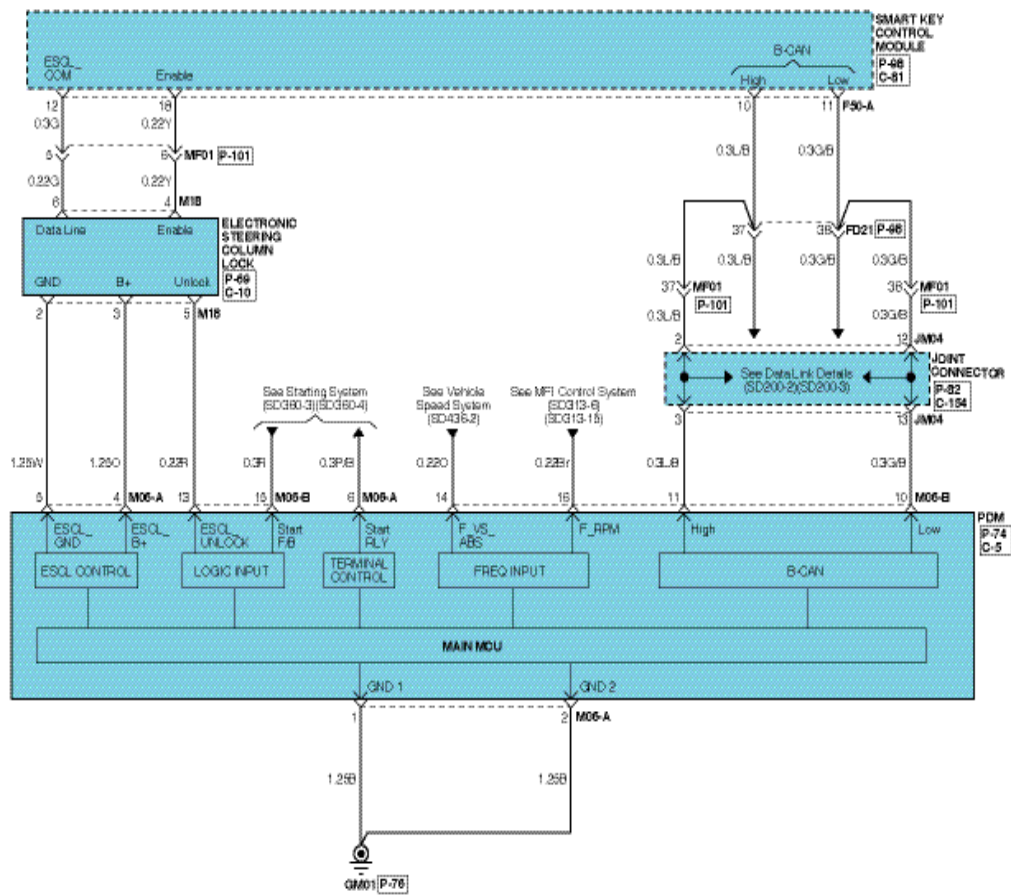 SMART KEY
CONTROL
MODULE
P-98
C-81
B-CAN
ESCL_
COM
Enable
High
Low
12
18
10
11
F90-A
0.3G
0.22Y
0.3L/B
0.3G/B
5
6
MF01
P-101
0.22G
0.22Y
6
4
M18
Data Line
Enable
ELECTRONIC
STEERING
COLUMN
LOCK
P-69
C-10
GND
B+
Unlock
2
3
5
M18
37
38
FD21
P-98
0.3L/B
0.3L/B
0.3G/B
0.3G/B
37
MF01
P-101
36
MF01
P-101
0.3L/B
0.3G/B
2
12
JM04
See Data Link Details
(SD200-2)(SD200-3)
JOINT
CONNECTOR
P-82
C-154
3
13
JM04
See Starting System
(SD360-3)(SD360-4)
See Vehicle
Speed System
(SD436-2)
See MFI Control System
(SD313-6)
(SD313-15)
1.25W
1.25O
0.22R
0.3R
0.3P/B
0.22O
0.22Br
0.3L/B
0.3G/B
5
4
M06-A
13
15
M06-B
6
M06-A
14
16
11
10
M06-B
PDM
P-74
C-5
ESCL_
GND
ESCL_
B+
ESCL_
UNLOCK
Start
F/B
Start
RLY
F_VS_
ABS
F_RPM
High
Low
ESCL CONTROL
LOGIC INPUT
TERMINAL
CONTROL
FREQ INPUT
B-CAN
MAIN MCU
GND 1
GND 2
1
2
M06-A
1.25B
1.25B
GM01
P-76